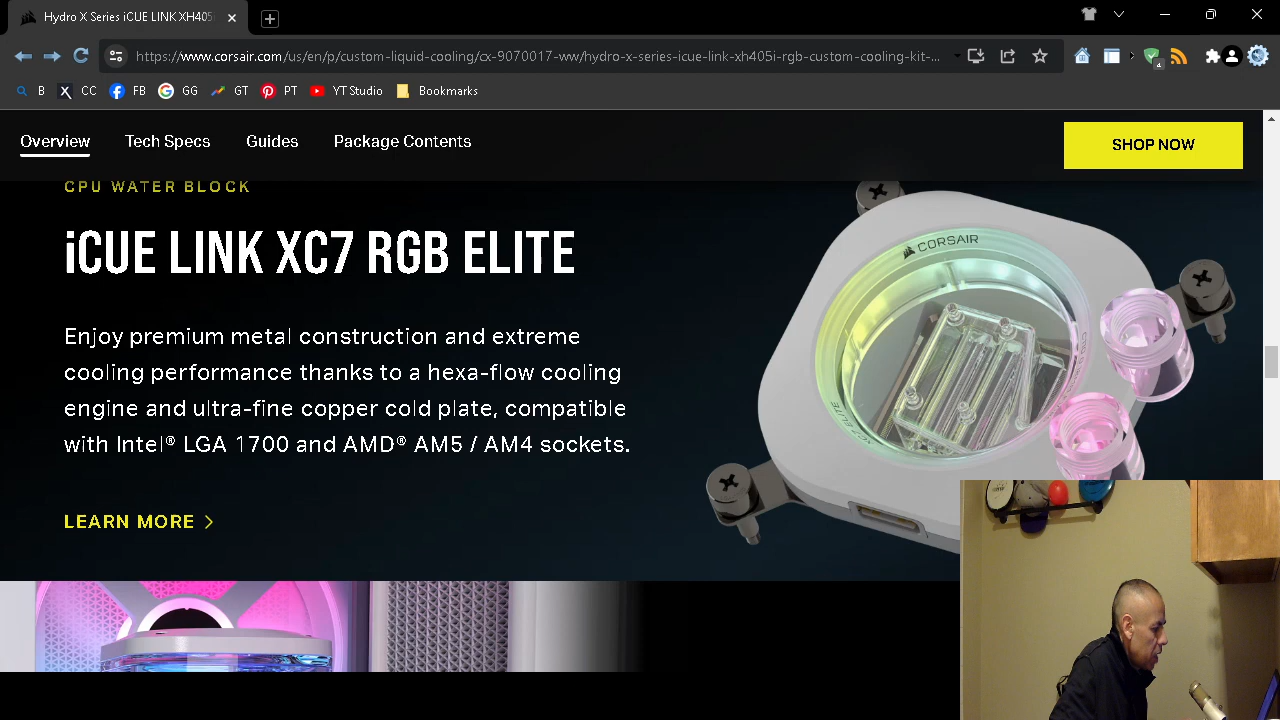 Hydro X Series iCUE LINK XH405i
https://www.corsair.com/us/en/p/custom-liquid-cooling/cx-9070017-ww/hydro-x-series-icue-link-xh405i-rgb-custom-cooling-kit-...
B CC FB GG GT PT YT Studio Bookmarks
Overview Tech Specs Guides Package Contents
SHOP NOW
CPU WATER BLOCK
iCUE LINK XC7 RGB ELITE
Enjoy premium metal construction and extreme
cooling performance thanks to a hexa-flow cooling
engine and ultra-fine copper cold plate, compatible
with Intel® LGA 1700 and AMD® AM5 / AM4 sockets.
LEARN MORE
CORSAIR
XC7 ELITE